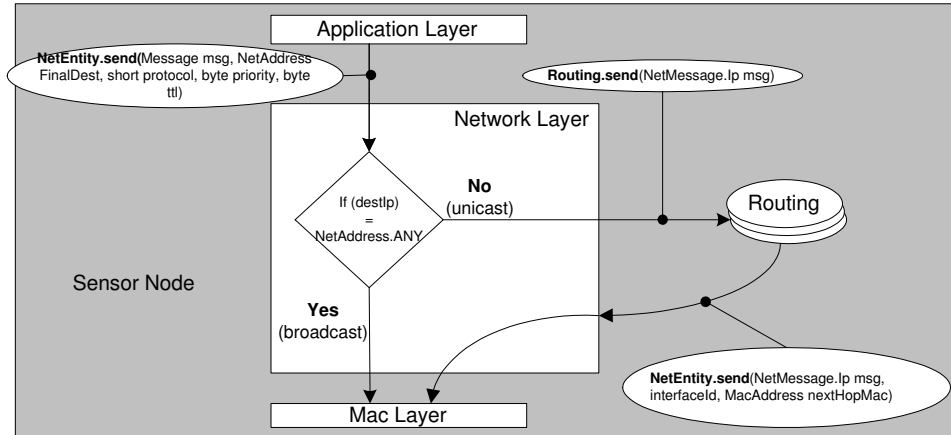 Application Layer
NetEntity.send(Message msg, NetAddress
FinalDest, short protocol, byte priority, byte
ttl)
Routing.send(NetMessage.Ip msg)
Network Layer
If (destIp)
=
NetAddress.ANY
No
(unicast)
Routing
Sensor Node
Yes
(broadcast)
NetEntity.send(NetMessage.Ip msg,
interfaceId, MacAddress nextHopMac)
Mac Layer